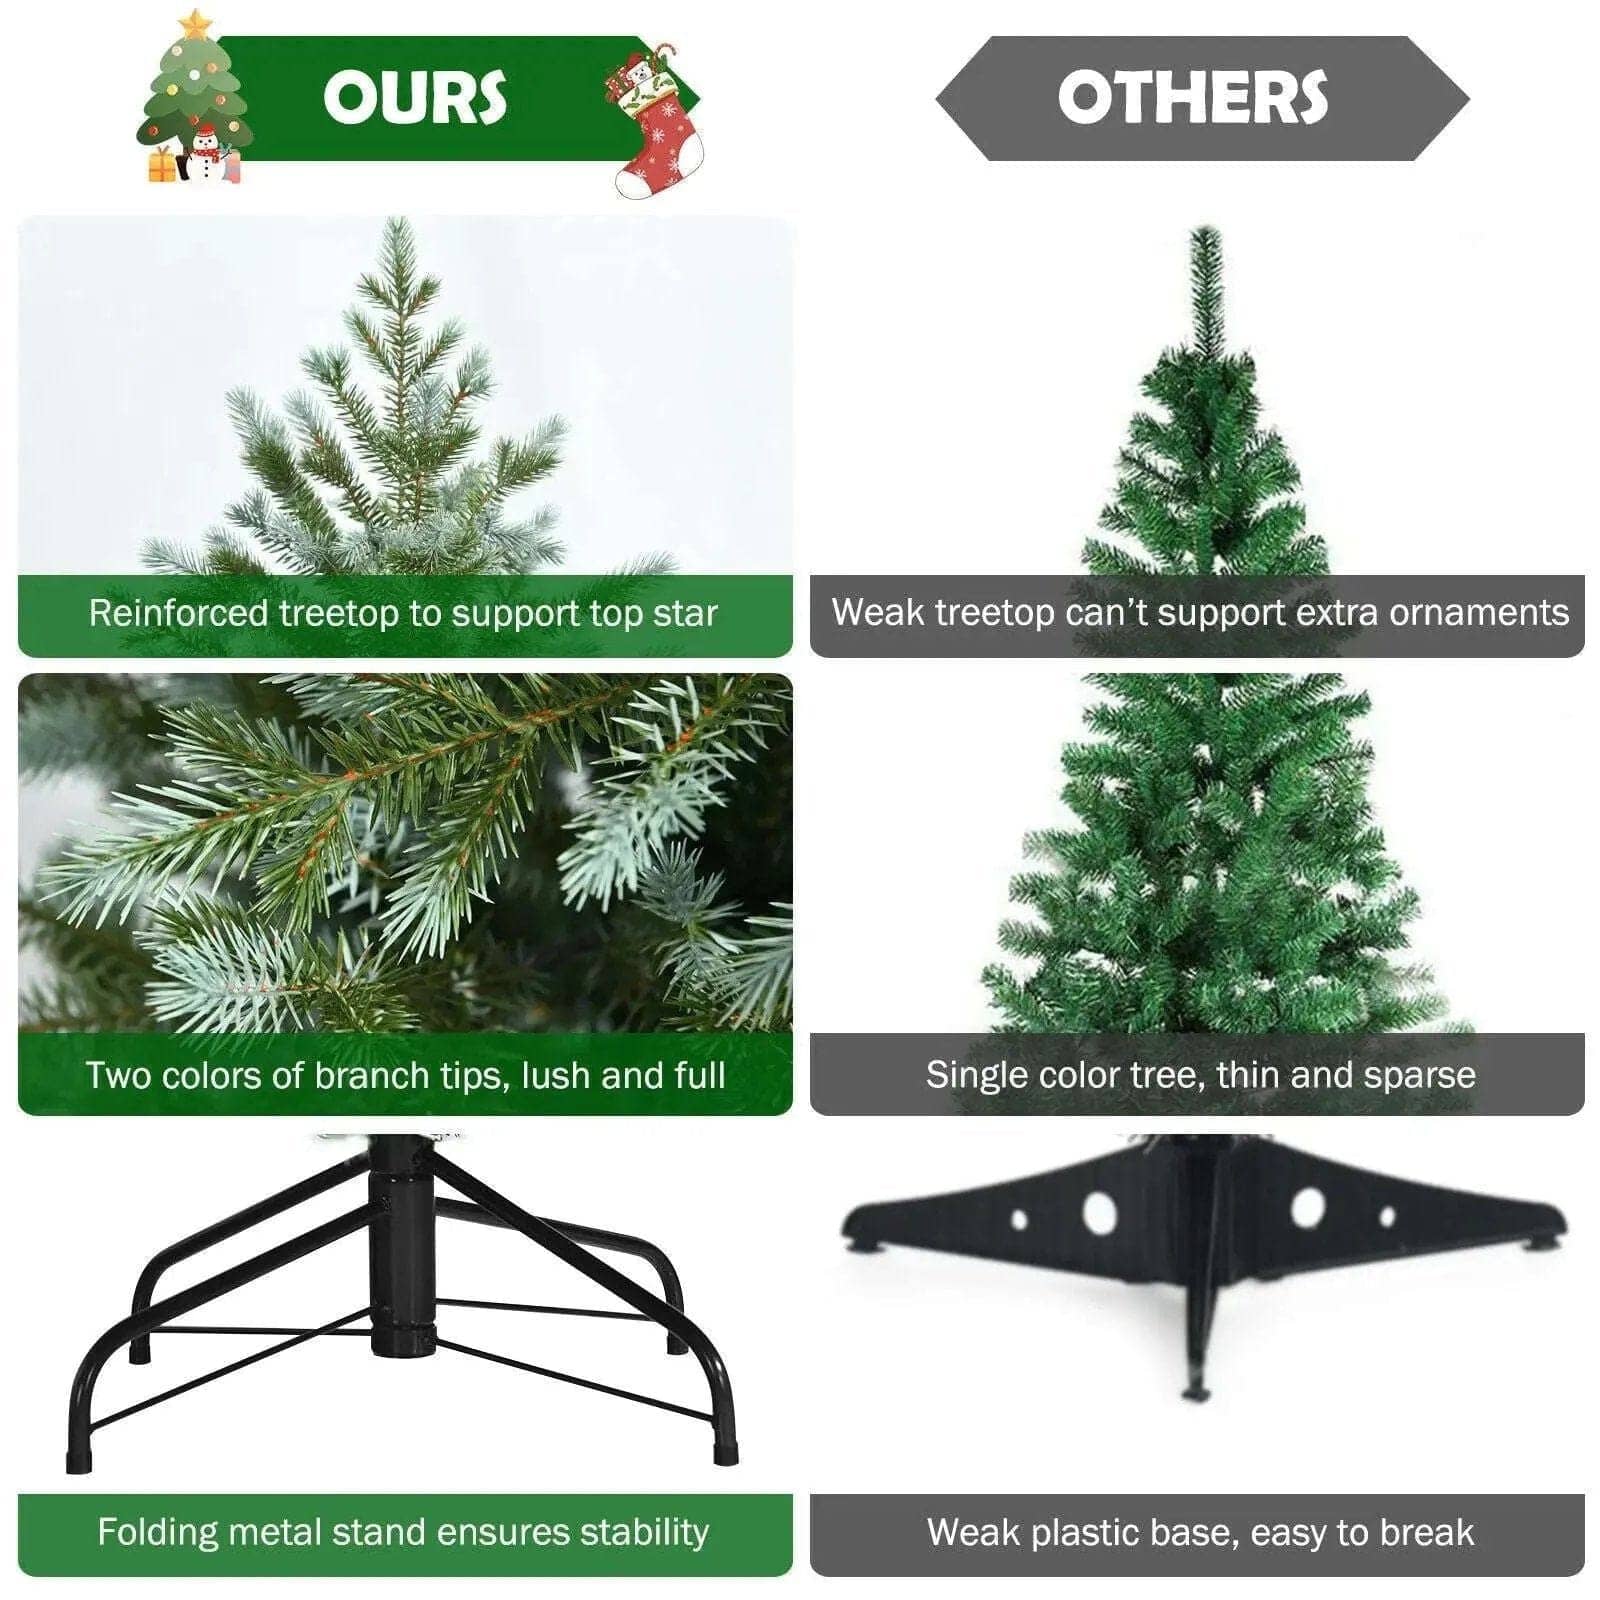 OURS
OTHERS
Reinforced treetop to support top star
Weak treetop can’t support extra ornaments
Two colors of branch tips, lush and full
Single color tree, thin and sparse
Folding metal stand ensures stability
Weak plastic base, easy to break